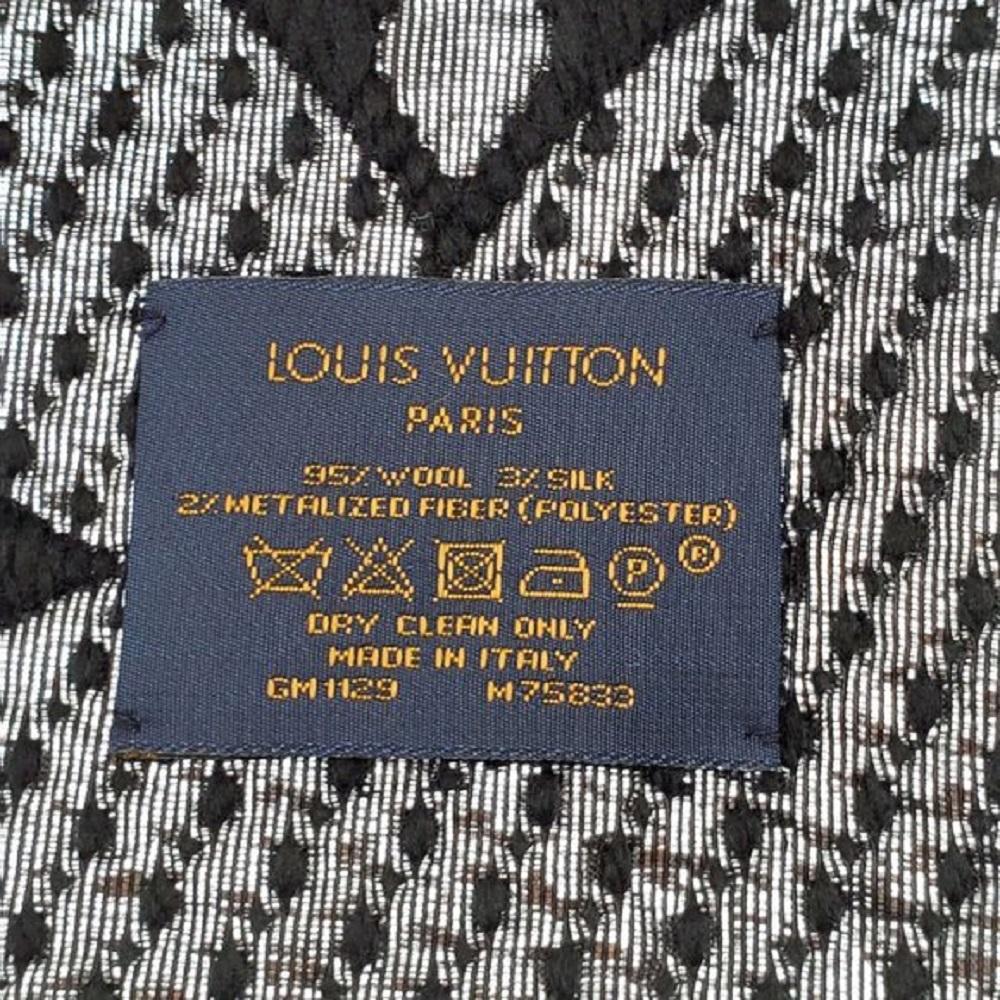 LOUIS VUITTON
PARIS
95% WOOL 3% SILK
2% METALIZED FIBER (POLYESTER)
P ®
DRY CLEAN ONLY
MADE IN ITALY
GM1129 M75833